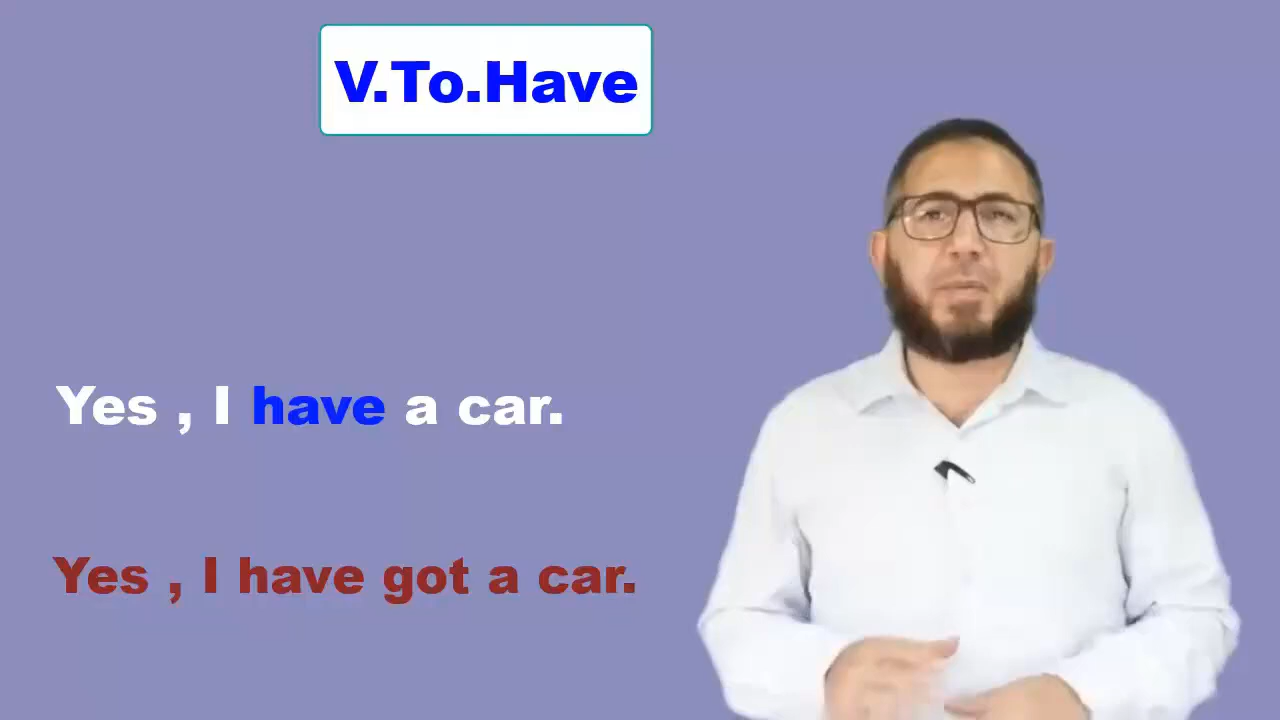 V.To.Have
Yes , I have a car.
Yes , I have got a car.